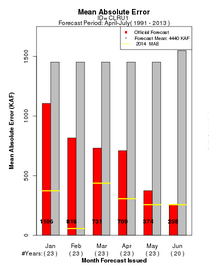 Mean Absolute Error
ID= CLRU1
Forecast Period: April-July( 1991 - 2013 )
Official Forecast
Forecast Mean 4440 KAF
2014 MAE
Mean Absolute Error (KAF)
1500
1000
500
0
709
374
Jan Feb Mar Apr May Jun
#Years: ( 23 ) ( 23 ) ( 23 ) ( 23 ) ( 23 ) ( 20 )
Month Forecast Issued